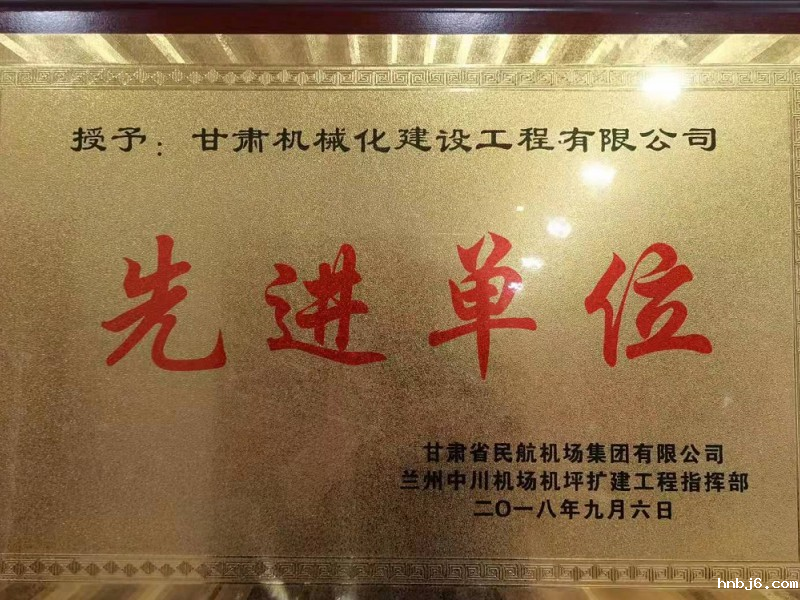 授予：甘肃机械化建设工程有限公司
先进单位
甘肃省民航机场集团有限公司
兰州中川机场机坪扩建工程指挥部
二〇一八年九月六日
hnbj6.com